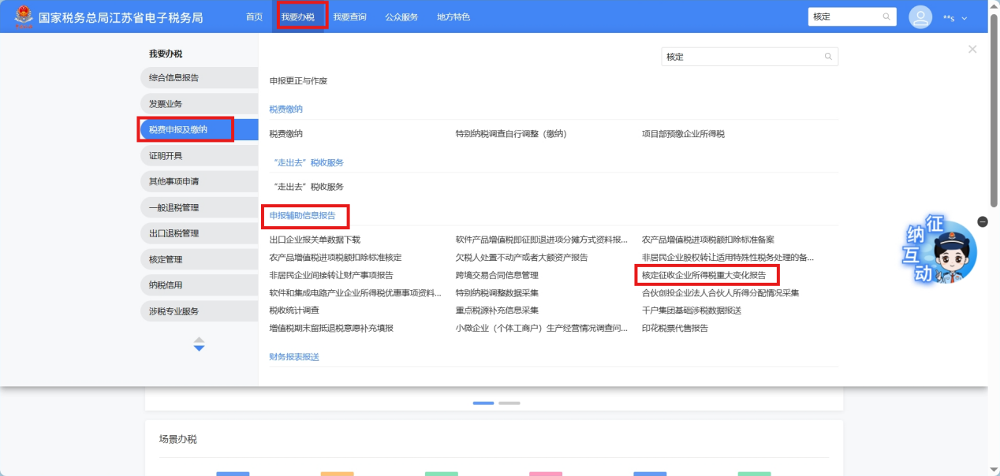 国家税务总局江苏省电子税务局 首页 我要办税 我要查询 公众服务 地方特色 核定 **s
我要办税
综合信息报告
发票业务
税费申报及缴纳
证明开具
其他事项申请
一般退税管理
出口退税管理
核定管理
纳税信用
涉税专业服务
核定
申报更正与作废
税费缴纳
税费缴纳 特别纳税调查自行调整（缴纳） 项目部预缴企业所得税
“走出去”税收服务
“走出去”税收服务
申报辅助信息报告
出口企业报关单数据下载 软件产品增值税即征即退进项分摊方式资料报... 农产品增值税进项税额扣除标准备案
农产品增值税进项税额扣除标准核定 欠税人处置不动产或者大额资产报告 非居民企业股权转让适用特殊性税务处理的备...
非居民企业间接转让财产事项报告 跨境交易合同信息管理 核定征收企业所得税重大变化报告
软件和集成电路产业企业所得税优惠事项资料... 特别纳税调整数据采集 合伙创投企业法人合伙人所得分配情况采集
税收统计调查 重点税源补充信息采集 千户集团基础涉税数据报送
增值税期末留抵退税意愿补充填报 小微企业（个体工商户）生产经营情况调查问... 印花税票代售报告
财务报表报送
征纳互动
场景办税